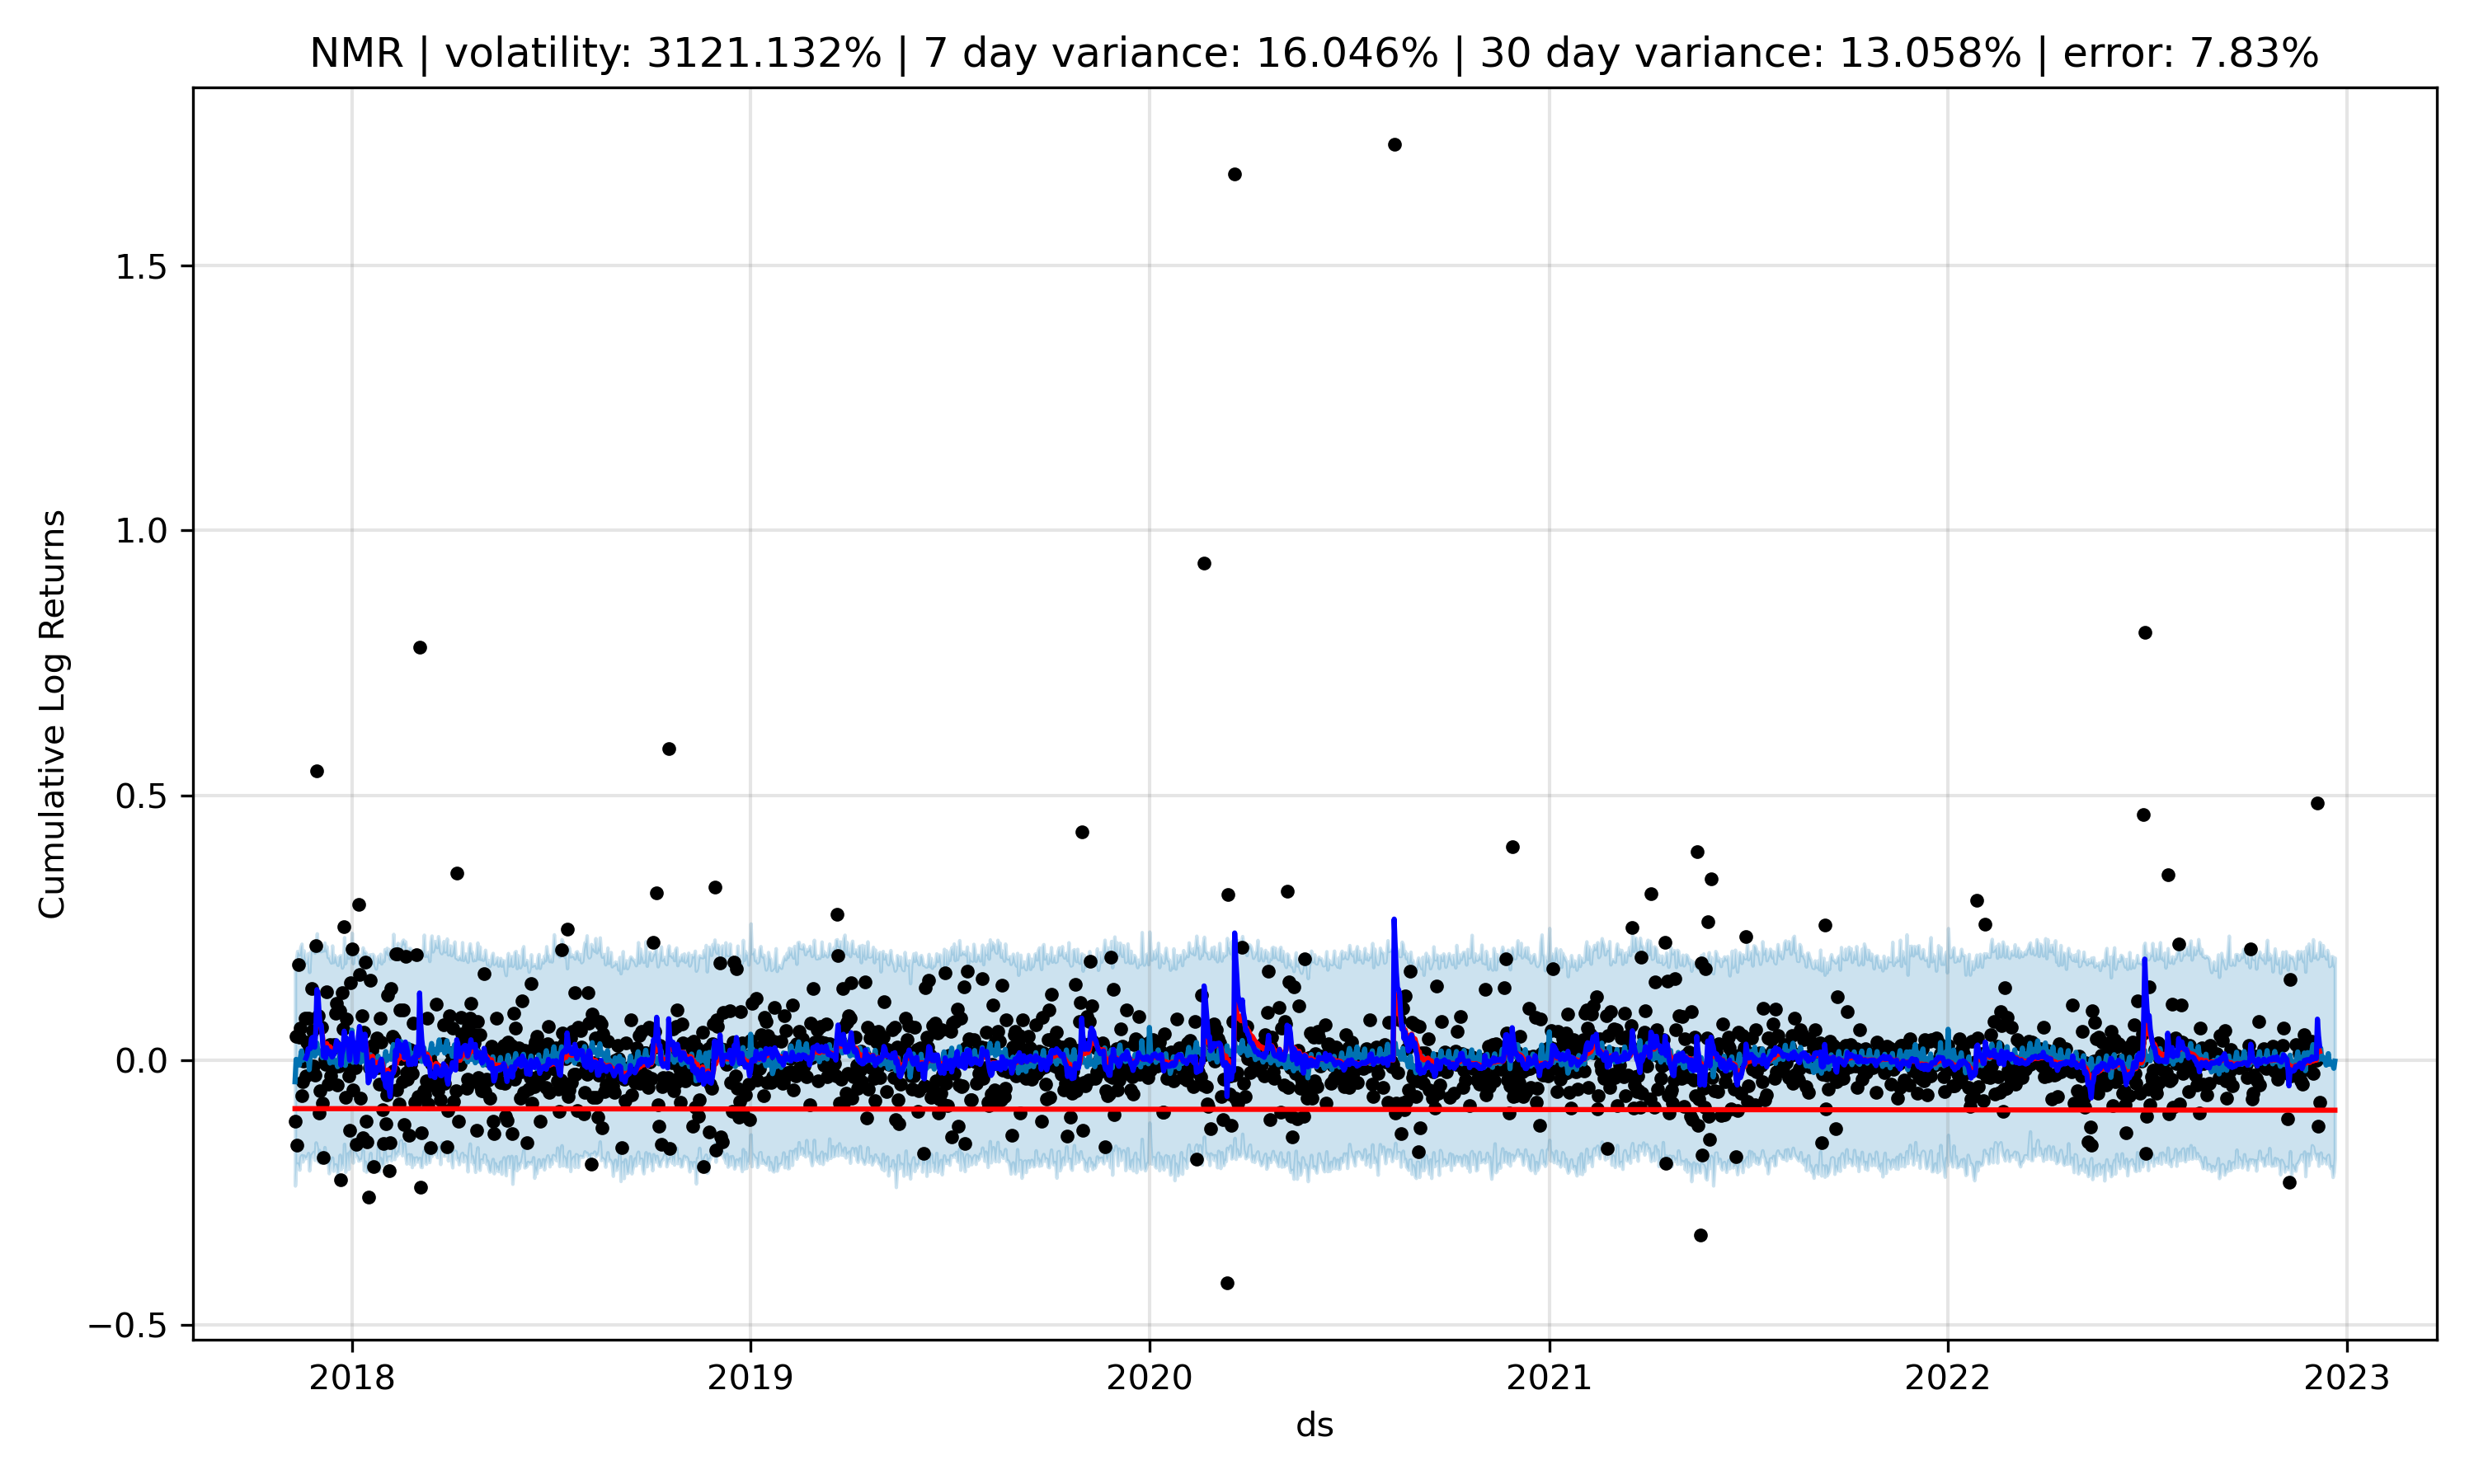 NMR | volatility: 3121.132% | 7 day variance: 16.046% | 30 day variance: 13.058% | error: 7.83%
Cumulative Log Returns
1.5
1.0
0.5
0.0
−0.5
2018 2019 2020 2021 2022 2023
ds